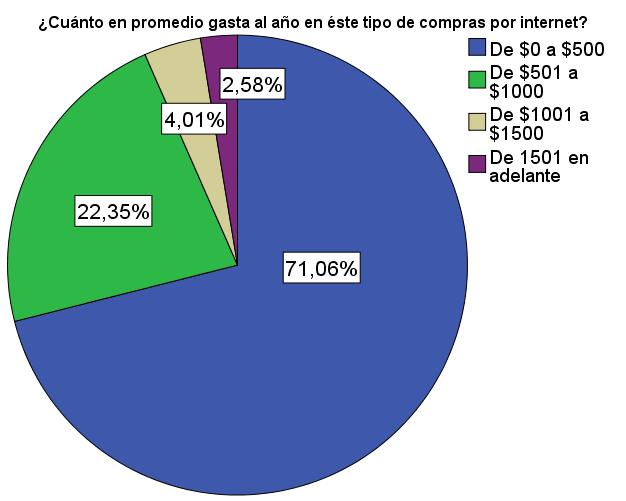 ¿Cuánto en promedio gasta al año en éste tipo de compras por internet?
De $0 a $500
De $501 a
$1000
De $1001 a
$1500
De 1501 en
adelante
2,58%
4,01%
22,35%
71,06%